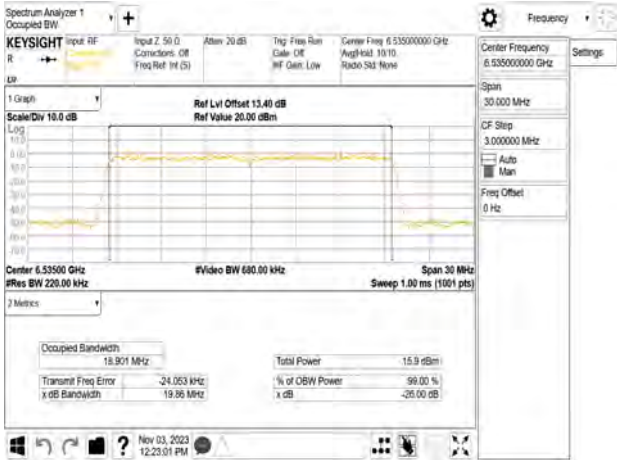 Spectrum Analyzer 1
Occupied BW
+
Frequency
KEYSIGHT
Input: RF
R
Input Z: 50 Ω
Corrections: Off
Freq Ref: Int (S)
Atten: 20 dB
Trig: Free Run
Gate: Off
#IF Gain: Low
Center Freq: 6.535000000 GHz
Avg|Hold: 10/10
Radio Std: None
Center Frequency
6.535000000 GHz
Settings
Span
30.000 MHz
CF Step
3.000000 MHz
Auto
Man
Freq Offset
0 Hz
1 Graph
Scale/Div 10.0 dB
Ref Lvl Offset 13.40 dB
Ref Value 20.00 dBm
Log
10.0
0.00
Center 6.53500 GHz
#Res BW 220.00 kHz
#Video BW 680.00 kHz
Span 30 MHz
Sweep 1.00 ms (1001 pts)
2 Metrics
Occupied Bandwidth
18.901 MHz
Total Power
15.9 dBm
Transmit Freq Error
-24.053 kHz
% of OBW Power
99.00 %
x dB Bandwidth
19.86 MHz
x dB
-26.00 dB
?
Nov 03, 2023
12:23:01 PM